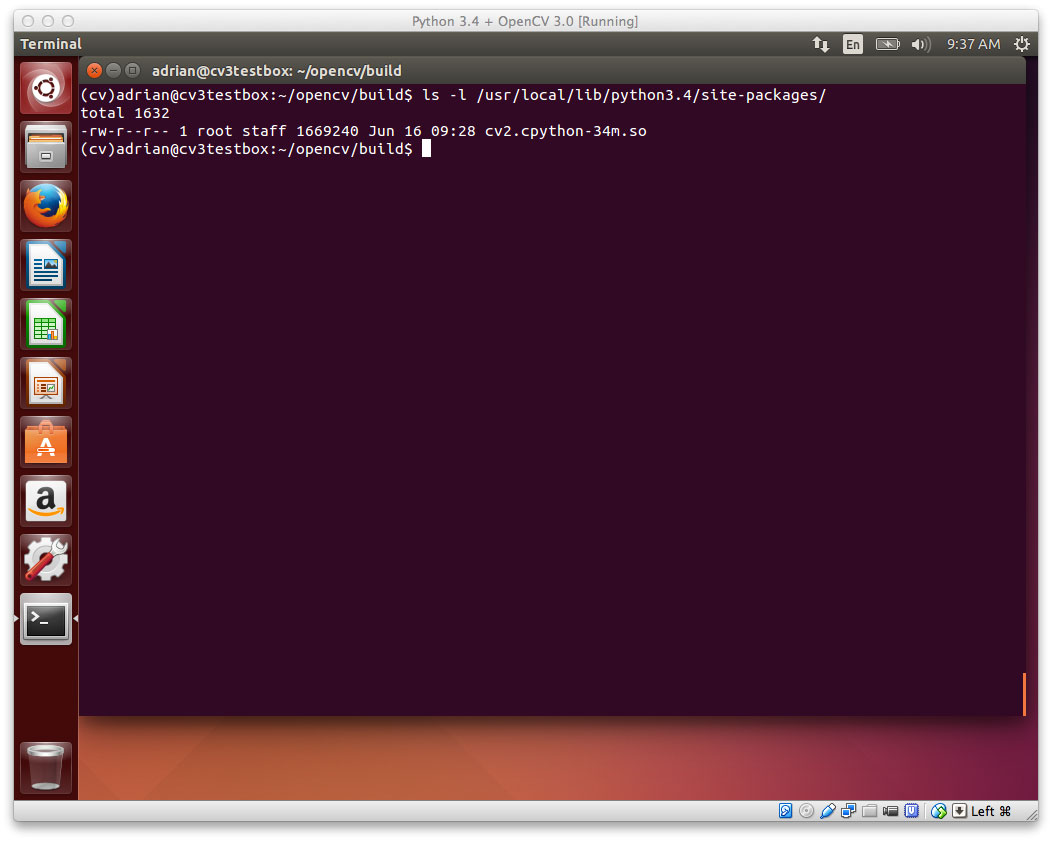 Python 3.4 + OpenCV 3.0 [Running]
Terminal
En
9:37 AM
adrian@cv3testbox: ~/opencv/build
(cv)adrian@cv3testbox:~/opencv/build$ ls -l /usr/local/lib/python3.4/site-packages/
total 1632
-rw-r--r-- 1 root staff 1669240 Jun 16 09:28 cv2.cpython-34m.so
(cv)adrian@cv3testbox:~/opencv/build$
Left ⌘